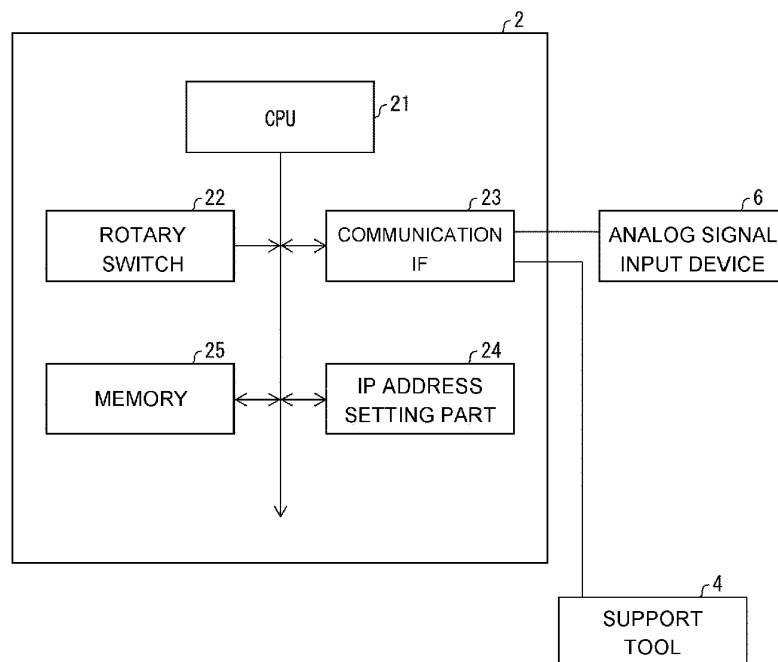 2
21
CPU
22
23
6
ROTARY
SWITCH
COMMUNICATION
IF
ANALOG SIGNAL
INPUT DEVICE
25
24
MEMORY
IP ADDRESS
SETTING PART
4
SUPPORT
TOOL